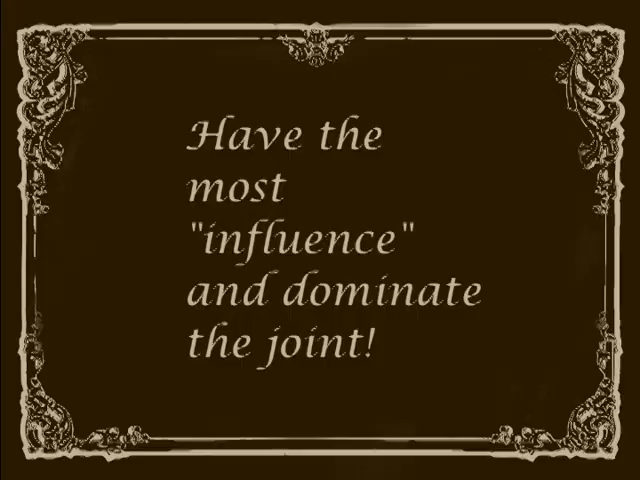 Have the
most
"influence"
and dominate
the joint!